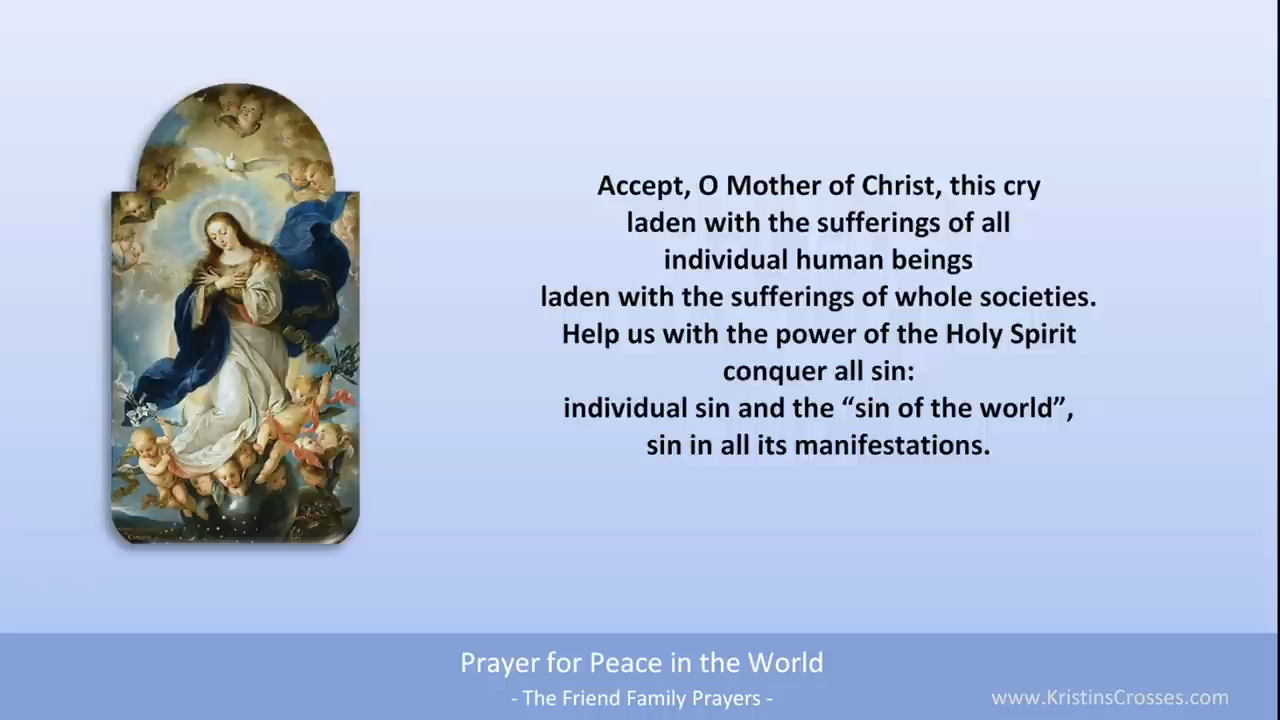 Accept, O Mother of Christ, this cry
laden with the sufferings of all
individual human beings
laden with the sufferings of whole societies.
Help us with the power of the Holy Spirit
conquer all sin:
individual sin and the “sin of the world”,
sin in all its manifestations.
Prayer for Peace in the World
- The Friend Family Prayers -
www.KristinsCrosses.com